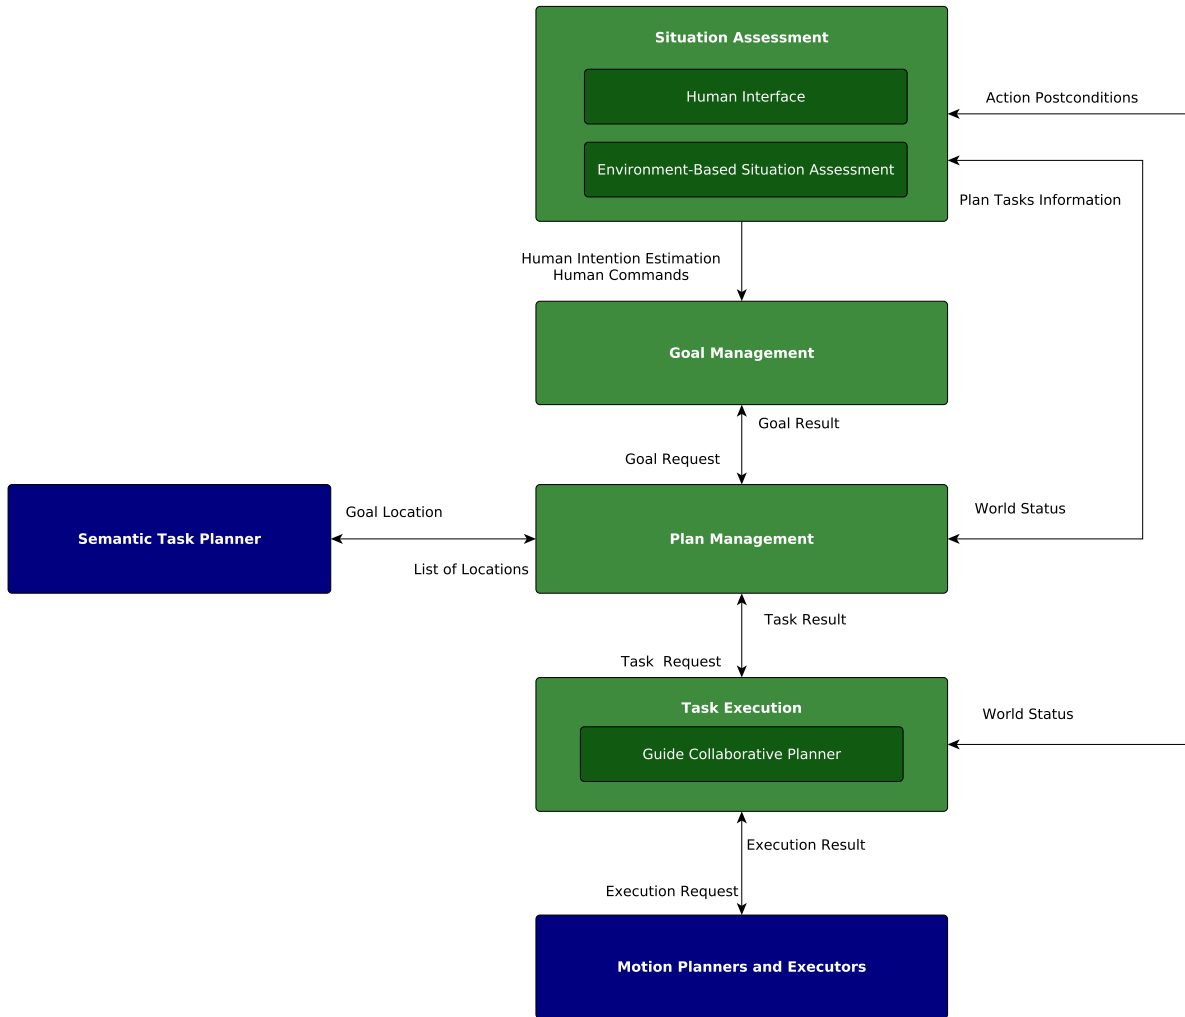 Situation Assessment
Human Interface
Action Postconditions
Environment-Based Situation Assessment
Plan Tasks Information
Human Intention Estimation
Human Commands
Goal Management
Goal Result
Goal Request
Goal Location
World Status
Semantic Task Planner
Plan Management
List of Locations
Task Result
Task  Request
Task Execution
World Status
Guide Collaborative Planner
Execution Result
Execution Request
Motion Planners and Executors